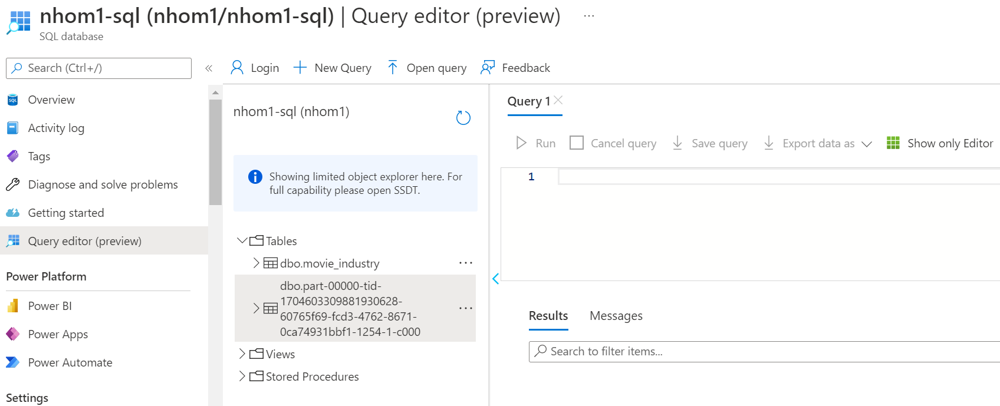 nhom1-sql (nhom1/nhom1-sql) | Query editor (preview) ...
SQL database
Search (Ctrl+/)
«
Login
New Query
Open query
Feedback
SQL
Overview
Activity log
Tags
Diagnose and solve problems
Getting started
Query editor (preview)
Power Platform
Power BI
Power Apps
Power Automate
Settings
nhom1-sql (nhom1)
Showing limited object explorer here. For
full capability please open SSDT.
Tables
dbo.movie_industry
...
dbo.part-00000-tid-
1704603309881930628-
60765f69-fcd3-4762-8671-
0ca74931bbf1-1254-1-c000
...
Views
Stored Procedures
Query 1
Run
Cancel query
Save query
Export data as
Show only Editor
1
Results
Messages
Search to filter items...